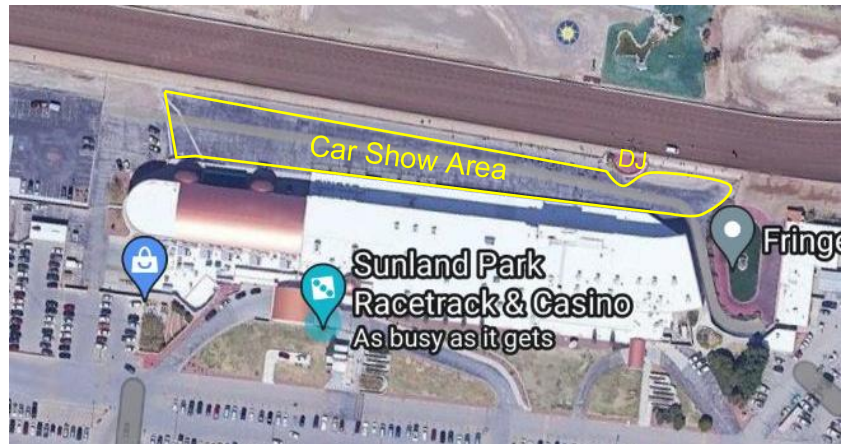 Car Show Area
DJ
Fringe
Sunland Park
Racetrack & Casino
As busy as it gets